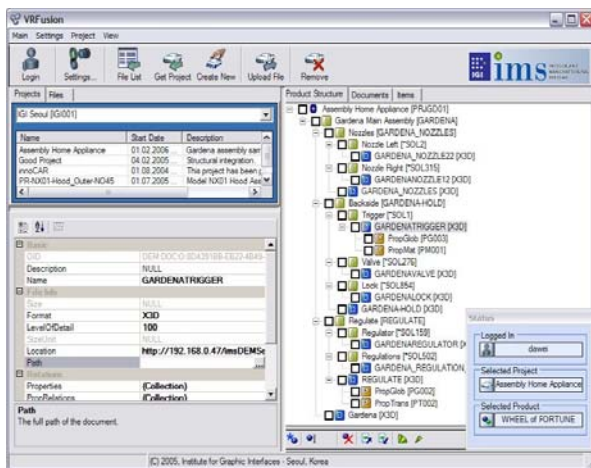 VRFusion
Main Settings Project View
Login Settings... File List Get Project Create New Upload File Remove
IGI ims
Projects Files
IGI Seoul [IGI001]
Name Start Date Description
Assembly Home Appliance 01.02.2006 Gardena assembly sam
Good Project 04.02.2005 Structural integration.
innoCAR 01.08.2004 This project has been
PR-NX01-Hood_Outer-NO45 01.07.2005 Model NX01 Hood Ass
Basic
OID
Description NULL
Name GARDENATRIGGER
File Info
Size NULL
Format X3D
LevelOfDetail 100
SizeUnit NULL
Location http://192.168.0.47/imsDEMSe
Path ...
Relations
Properties (Collection)
PropRelations (Collection)
Path
The full path of the document.
Product Structure Documents Items
Assembly Home Appliance [PRJGD01]
Gardena Main Assembly [GARDENA]
Nozzles [GARDENA_NOZZLES]
Nozzle Left [*SOL2]
GARDENA_NOZZLE22 [X3D]
Nozzle Right [*SOL315]
GARDENANOZZLE12 [X3D]
GARDENA_NOZZLES [X3D]
Backside [GARDENA-HOLD]
Trigger [*SOL1]
GARDENATRIGGER [X3D]
PropGlob [PG003]
PropMat [PM001]
Valve [*SOL276]
GARDENAVALVE [X3D]
Lock [*SOL854]
GARDENALOCK [X3D]
GARDENA-HOLD [X3D]
Regulate [REGULATE]
Regulator [*SOL159]
GARDENAREGULATOR [X
Regulations [*SOL502]
GARDENA_REGULATION_
REGULATE [X3D]
PropGlob [PG002]
PropTrans [PT002]
Gardena [X3D]
Status
Logged In
dawei
Selected Project
Assembly Home Appliance
Selected Product
WHEEL of FORTUNE
(C) 2005, Institute for Graphic Interfaces - Seoul, Korea